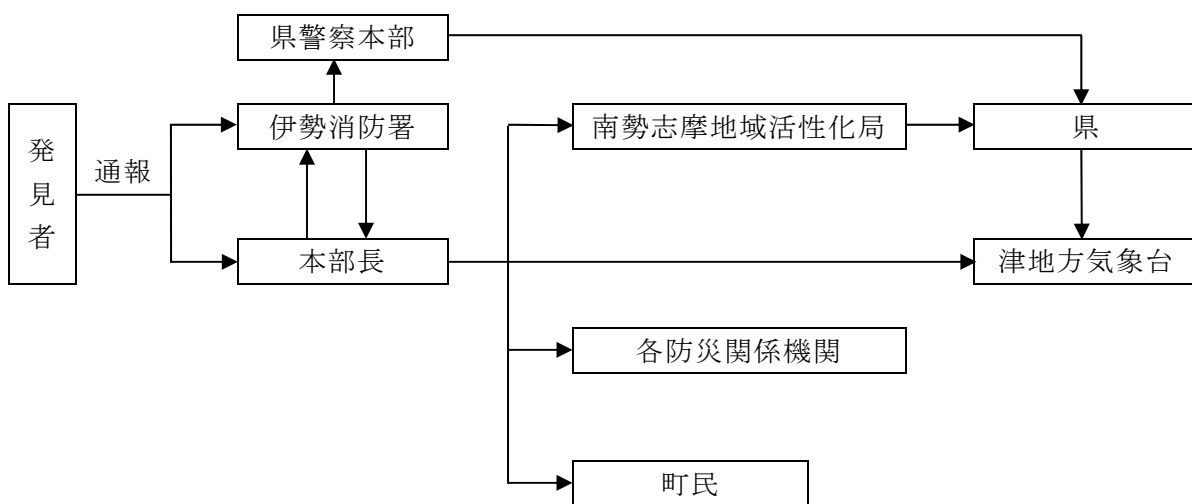 県警察本部
伊勢消防署
南勢志摩地域活性化局
県
発見者
通報
本部長
津地方気象台
各防災関係機関
町民